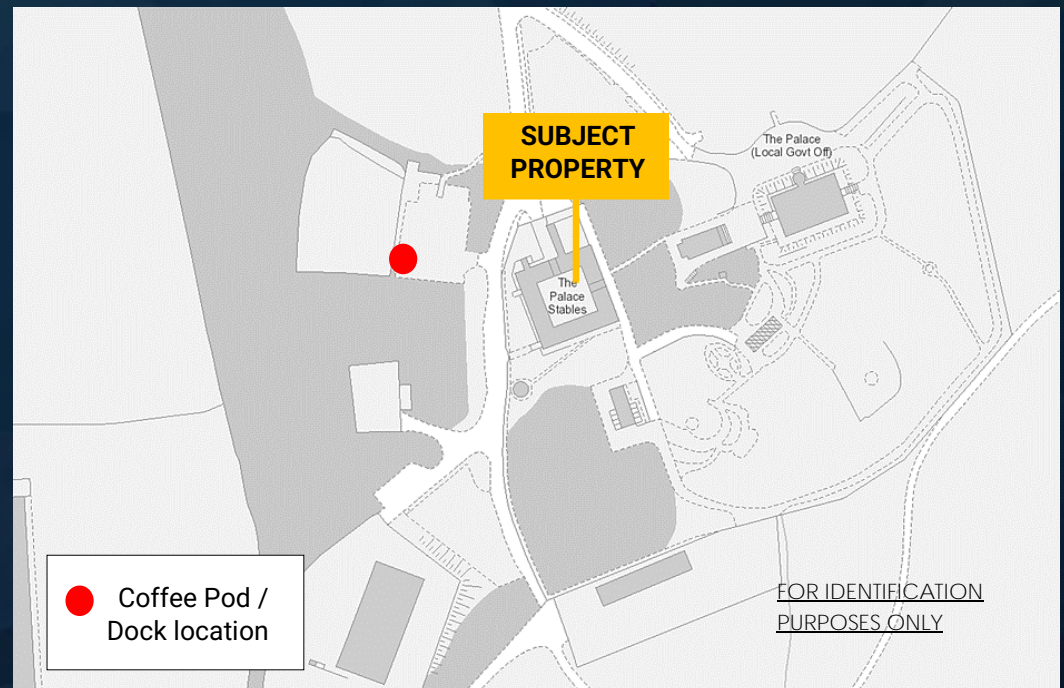 SUBJECT
PROPERTY
The Palace
(Local Govt Off)
The
Palace
Stables
Coffee Pod /
Dock location
FOR IDENTIFICATION
PURPOSES ONLY